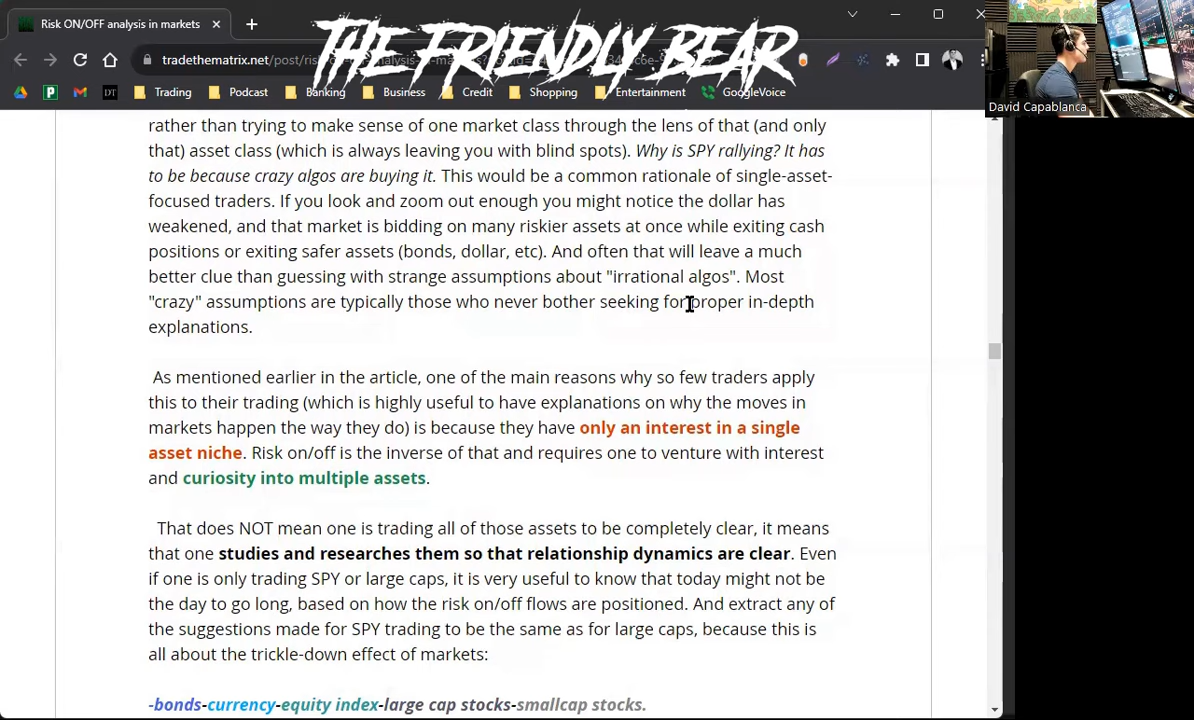 Risk ON/OFF analysis in markets
THE FRIENDLY BEAR
David Capablanca
tradethematrix.net/post/ris
Trading
Podcast
Banking
Business
Credit
Shopping
Entertainment
GoogleVoice
rather than trying to make sense of one market class through the lens of that (and only
that) asset class (which is always leaving you with blind spots). Why is SPY rallying? It has
to be because crazy algos are buying it. This would be a common rationale of single-asset-
focused traders. If you look and zoom out enough you might notice the dollar has
weakened, and that market is bidding on many riskier assets at once while exiting cash
positions or exiting safer assets (bonds, dollar, etc). And often that will leave a much
better clue than guessing with strange assumptions about "irrational algos". Most
"crazy" assumptions are typically those who never bother seeking for proper in-depth
explanations.
As mentioned earlier in the article, one of the main reasons why so few traders apply
this to their trading (which is highly useful to have explanations on why the moves in
markets happen the way they do) is because they have only an interest in a single
asset niche. Risk on/off is the inverse of that and requires one to venture with interest
and curiosity into multiple assets.
That does NOT mean one is trading all of those assets to be completely clear, it means
that one studies and researches them so that relationship dynamics are clear. Even
if one is only trading SPY or large caps, it is very useful to know that today might not be
the day to go long, based on how the risk on/off flows are positioned. And extract any of
the suggestions made for SPY trading to be the same as for large caps, because this is
all about the trickle-down effect of markets:
-bonds-currency-equity index-large cap stocks-smallcap stocks.